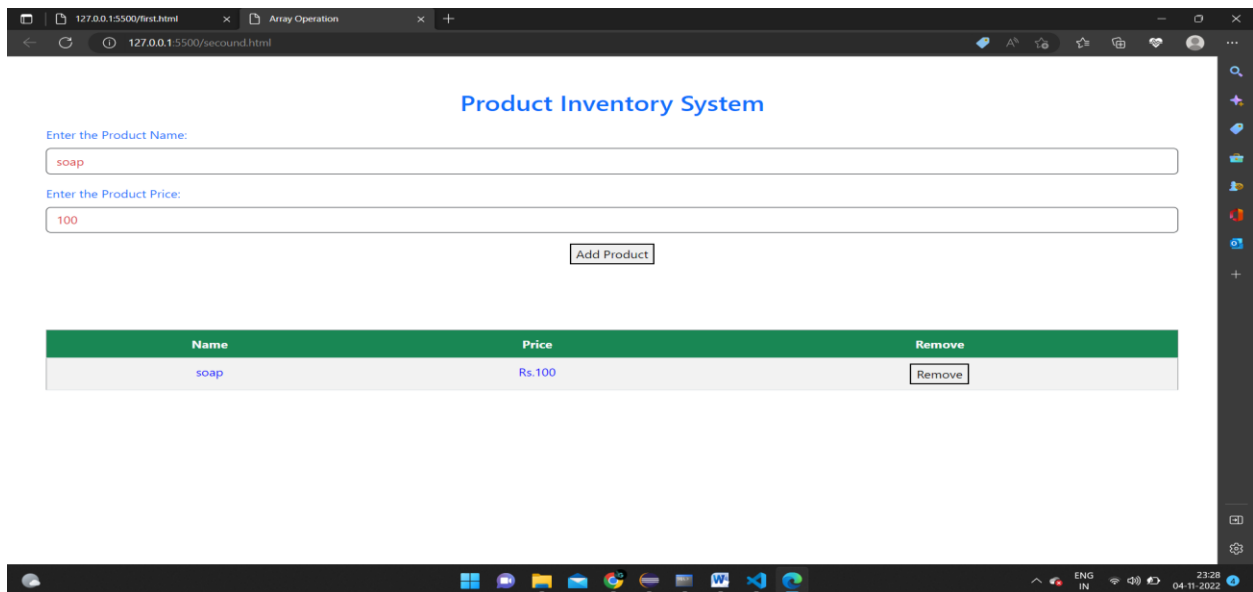 127.0.0.1:5500/first.html Array Operation
127.0.0.1:5500/secound.html
Product Inventory System
Enter the Product Name:
soap
Enter the Product Price:
100
Add Product
Name Price Remove
soap Rs.100 Remove
ENG 23:28
IN 04-11-2022 4